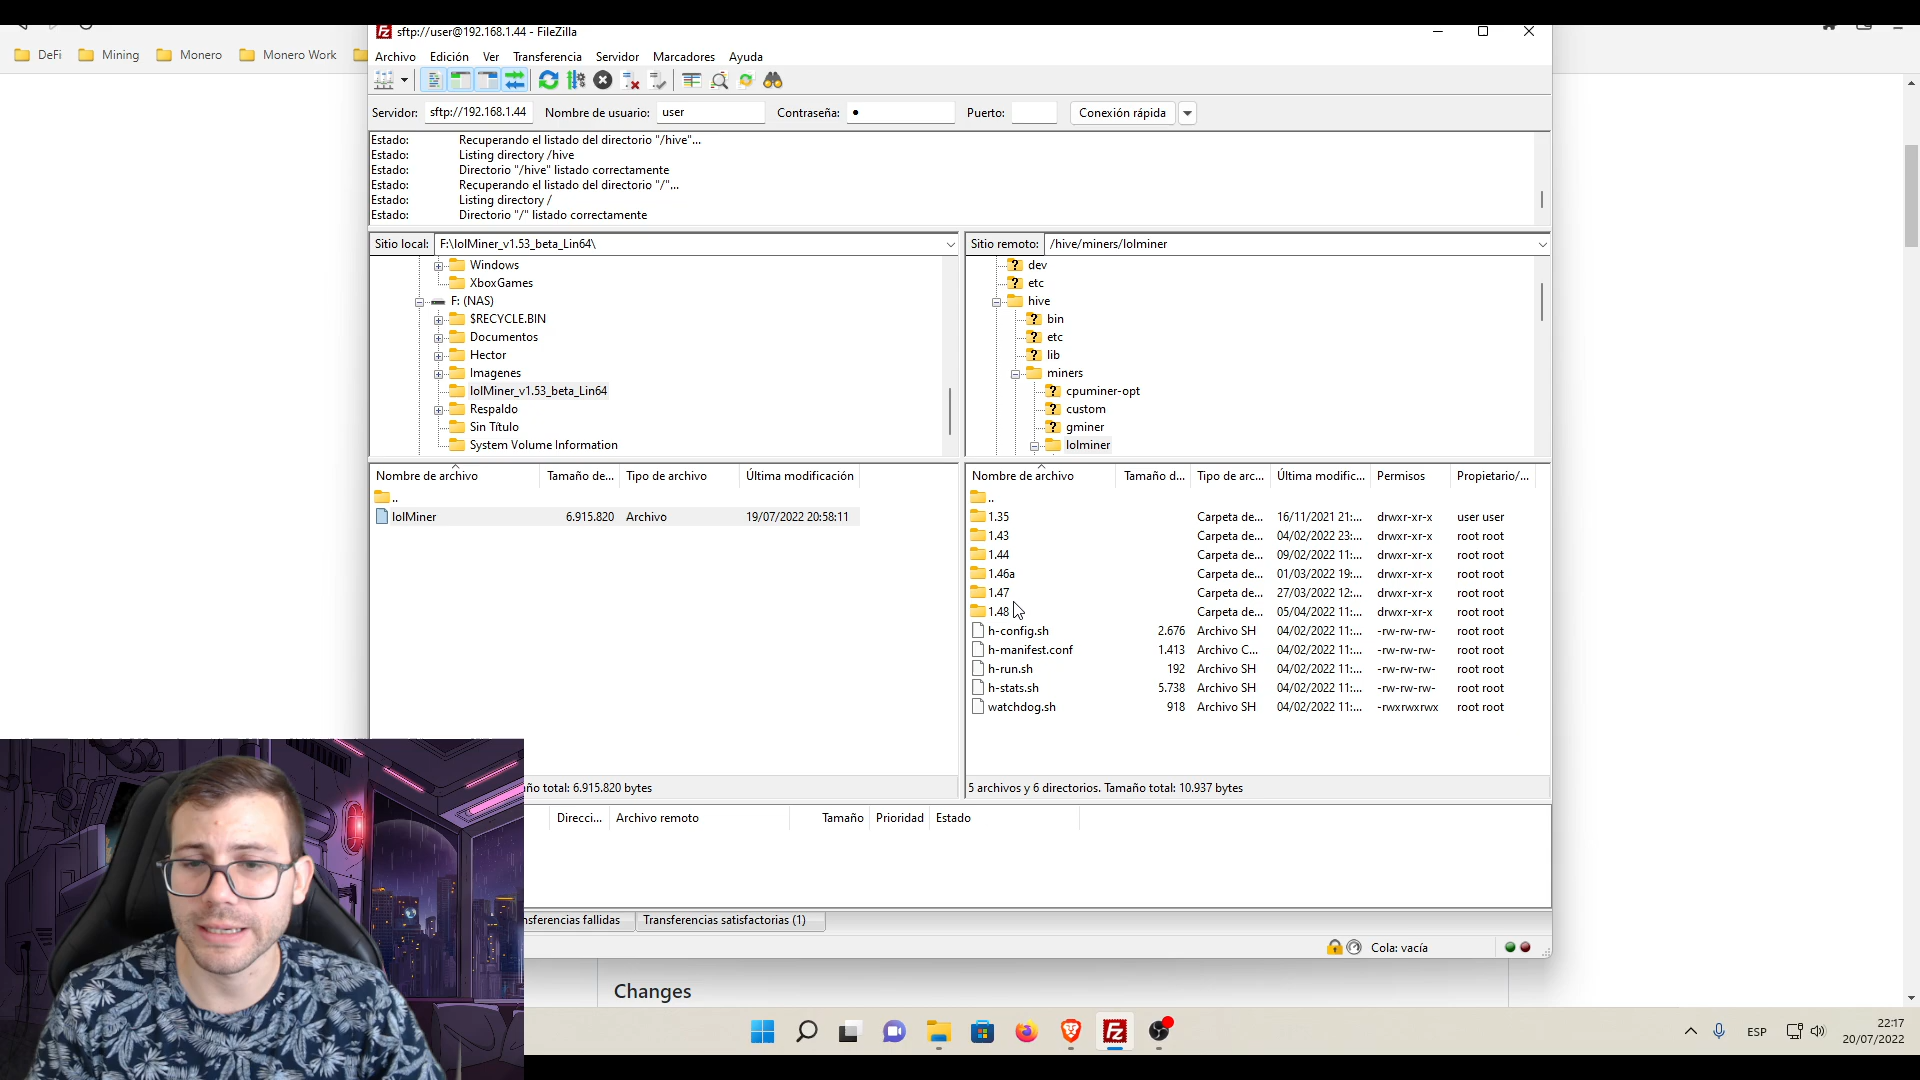 sftp://user@192.168.1.44 - FileZilla
DeFi Mining Monero Monero Work
Archivo Edición Ver Transferencia Servidor Marcadores Ayuda
Servidor: sftp://192.168.1.44 Nombre de usuario: user Contraseña: ● Puerto: Conexión rápida
Estado: Recuperando el listado del directorio "/hive"...
Estado: Listing directory /hive
Estado: Directorio "/hive" listado correctamente
Estado: Recuperando el listado del directorio "/"...
Estado: Listing directory /
Estado: Directorio "/" listado correctamente
Sitio local: F:\lolMiner_v1.53_beta_Lin64\
Windows
XboxGames
F: (NAS)
$RECYCLE.BIN
Documentos
Hector
Imagenes
lolMiner_v1.53_beta_Lin64
Respaldo
Sin Título
System Volume Information
Sitio remoto: /hive/miners/lolminer
dev
etc
hive
bin
etc
lib
miners
cpuminer-opt
custom
gminer
lolminer
Nombre de archivo Tamaño de... Tipo de archivo Última modificación
..
lolMiner 6.915.820 Archivo 19/07/2022 20:58:11
ño total: 6.915.820 bytes
Nombre de archivo Tamaño d... Tipo de arc... Última modific... Permisos Propietario/...
..
1.35 Carpeta de... 16/11/2021 21:... drwxr-xr-x user user
1.43 Carpeta de... 04/02/2022 23:... drwxr-xr-x root root
1.44 Carpeta de... 09/02/2022 11:... drwxr-xr-x root root
1.46a Carpeta de... 01/03/2022 19:... drwxr-xr-x root root
1.47 Carpeta de... 27/03/2022 12:... drwxr-xr-x root root
1.48 Carpeta de... 05/04/2022 11:... drwxr-xr-x root root
h-config.sh 2.676 Archivo SH 04/02/2022 11:... -rw-rw-rw- root root
h-manifest.conf 1.413 Archivo C... 04/02/2022 11:... -rw-rw-rw- root root
h-run.sh 192 Archivo SH 04/02/2022 11:... -rw-rw-rw- root root
h-stats.sh 5.738 Archivo SH 04/02/2022 11:... -rw-rw-rw- root root
watchdog.sh 918 Archivo SH 04/02/2022 11:... -rwxrwxrwx root root
5 archivos y 6 directorios. Tamaño total: 10.937 bytes
Direcci... Archivo remoto Tamaño Prioridad Estado
nsferencias fallidas Transferencias satisfactorias (1)
Cola: vacía
Changes
ESP
22:17
20/07/2022